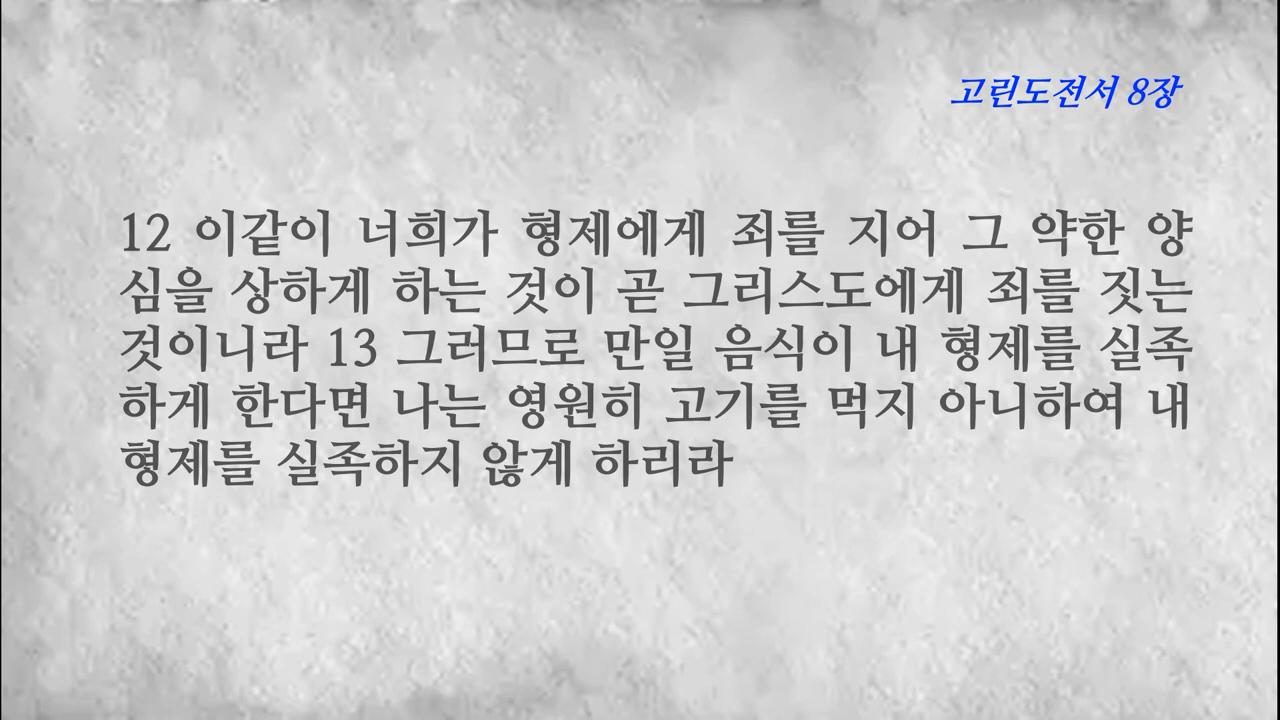 고린도전서 8장
12 이같이 너희가 형제에게 죄를 지어 그 약한 양
심을 상하게 하는 것이 곧 그리스도에게 죄를 짓는
것이니라 13 그러므로 만일 음식이 내 형제를 실족
하게 한다면 나는 영원히 고기를 먹지 아니하여 내
형제를 실족하지 않게 하리라